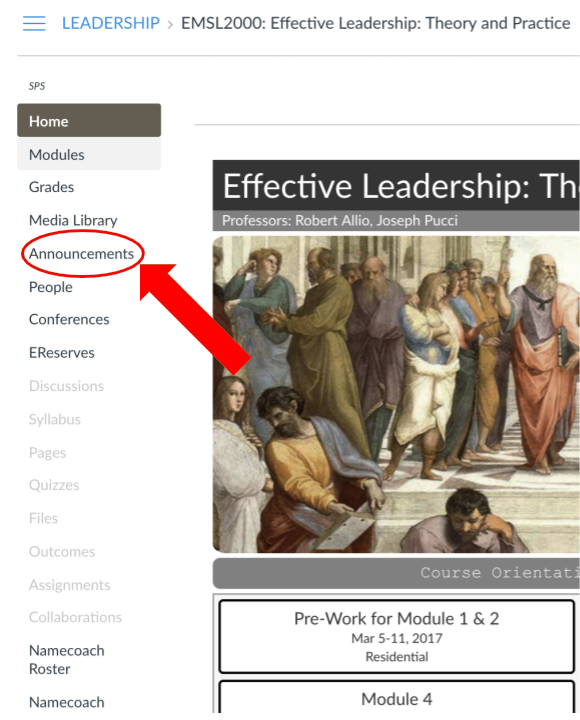 LEADERSHIP > EMSL2000: Effective Leadership: Theory and Practice
SPS
Home
Modules
Grades
Media Library
Announcements
People
Conferences
EReserves
Discussions
Syllabus
Pages
Quizzes
Files
Outcomes
Assignments
Collaborations
Namecoach
Roster
Namecoach
Effective Leadership: Th
Professors: Robert Allio, Joseph Pucci
Course Orientati
Pre-Work for Module 1 & 2
Mar 5-11, 2017
Residential
Module 4